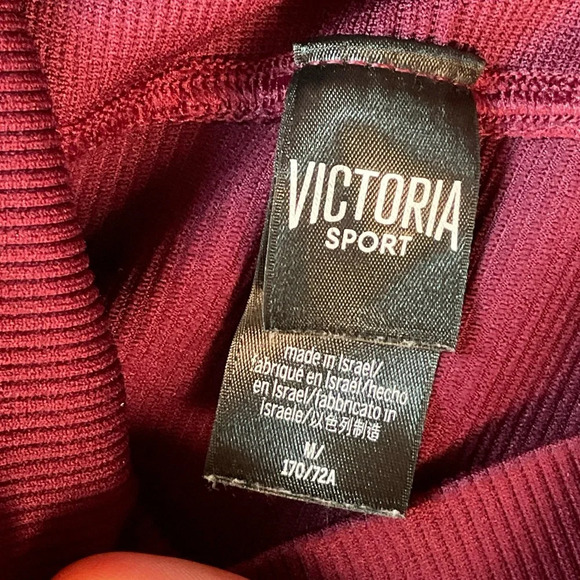 VICTORIA
SPORT
made in Israel/
fabriqué en Israël/hecho
en Israel/fabbricato in
Israele/以色列制造
M/
170/72A